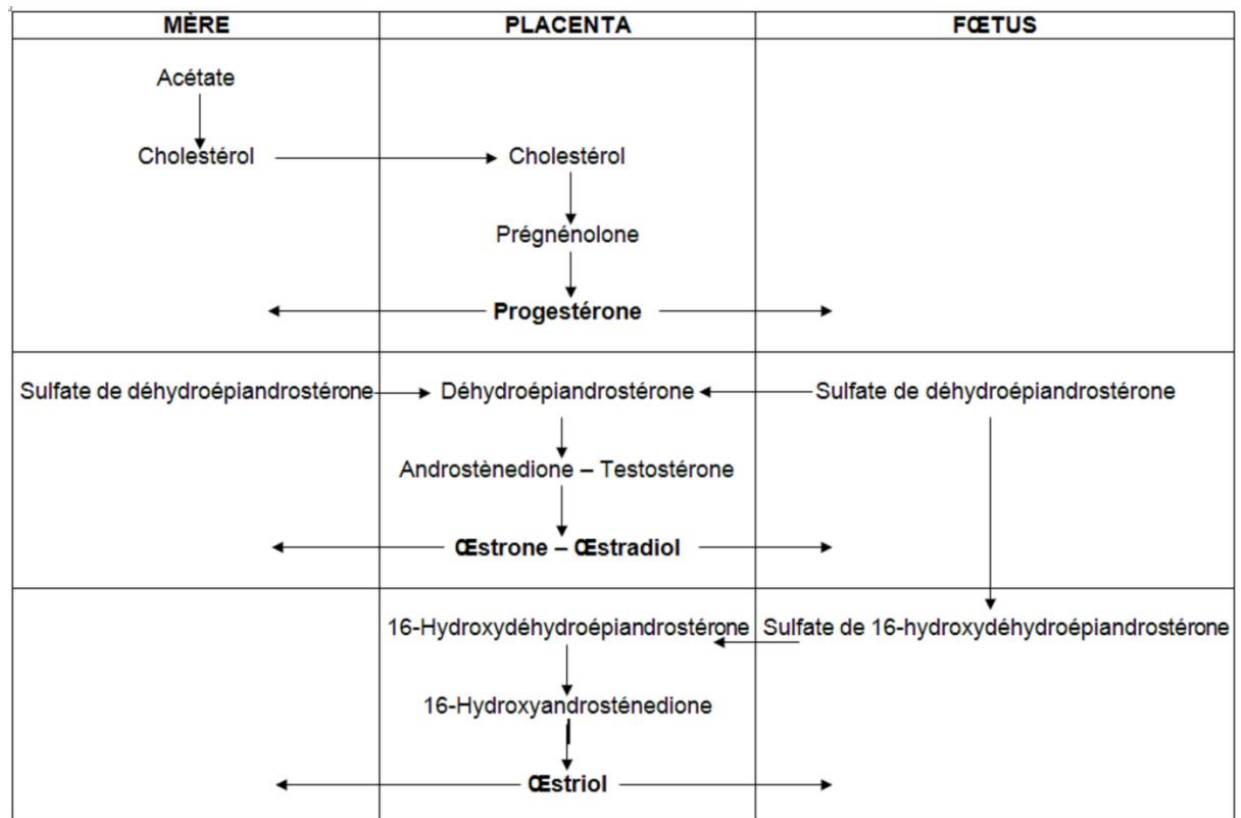 MÈRE PLACENTA FŒTUS
Acétate
Cholestérol Cholestérol
Prégnénolone
Progestérone
Sulfate de déhydroépiandrostérone Déhydroépiandrostérone Sulfate de déhydroépiandrostérone
Androstènedione – Testostérone
Œstrone – Œstradiol
16-Hydroxydéhydroépiandrostérone Sulfate de 16-hydroxydéhydroépiandrostérone
16-Hydroxyandrosténedione
Œstriol